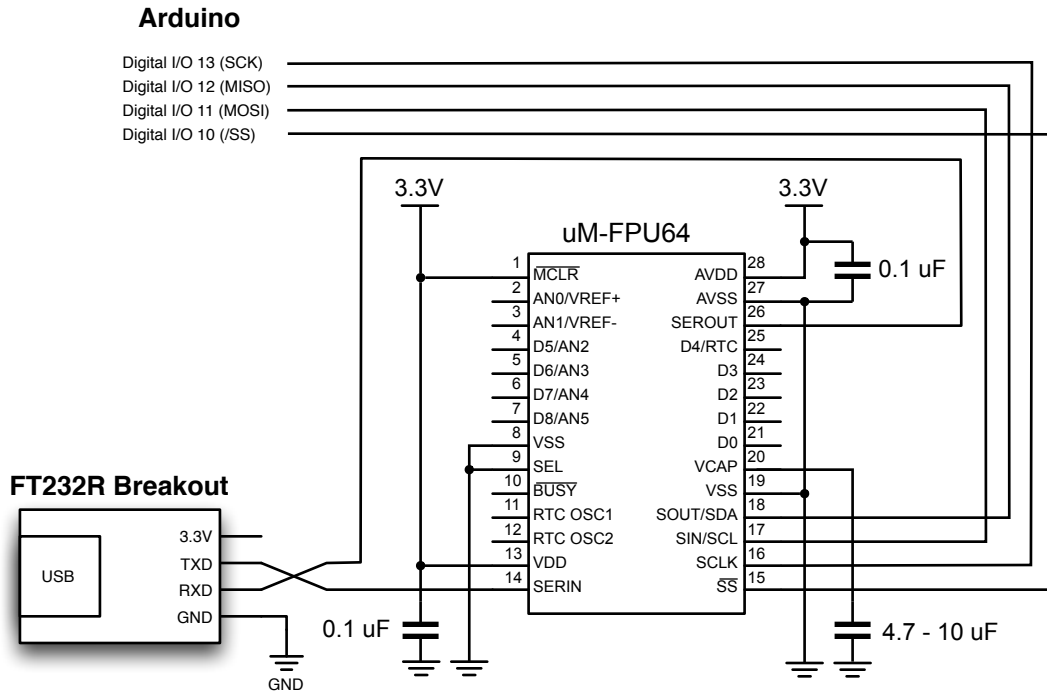 Arduino
Digital I/O 13 (SCK)
Digital I/O 12 (MISO)
Digital I/O 11 (MOSI)
Digital I/O 10 (/SS)
3.3V
3.3V
uM-FPU64
0.1 uF
1
MCLR
2
AN0/VREF+
3
AN1/VREF-
4
D5/AN2
5
D6/AN3
6
D7/AN4
7
D8/AN5
8
VSS
9
SEL
10
BUSY
11
RTC OSC1
12
RTC OSC2
13
VDD
14
SERIN
28
AVDD
27
AVSS
26
SEROUT
25
D4/RTC
24
D3
23
D2
22
D1
21
D0
20
VCAP
19
VSS
18
SOUT/SDA
17
SIN/SCL
16
SCLK
15
SS
FT232R Breakout
USB
3.3V
TXD
RXD
GND
GND
0.1 uF
4.7 - 10 uF